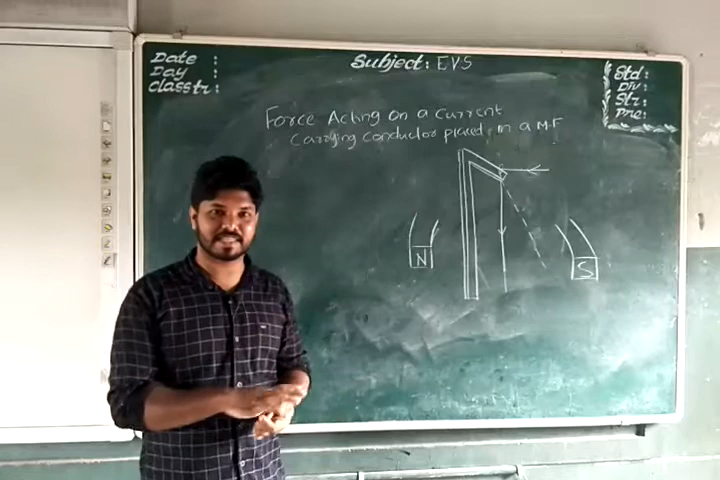 Date :
Day :
Class tr:
Subject: EVS
Std:
Div:
Str:
Pre:
Force Acting On a Current
Carrying Conductor placed in a M.F
N
S